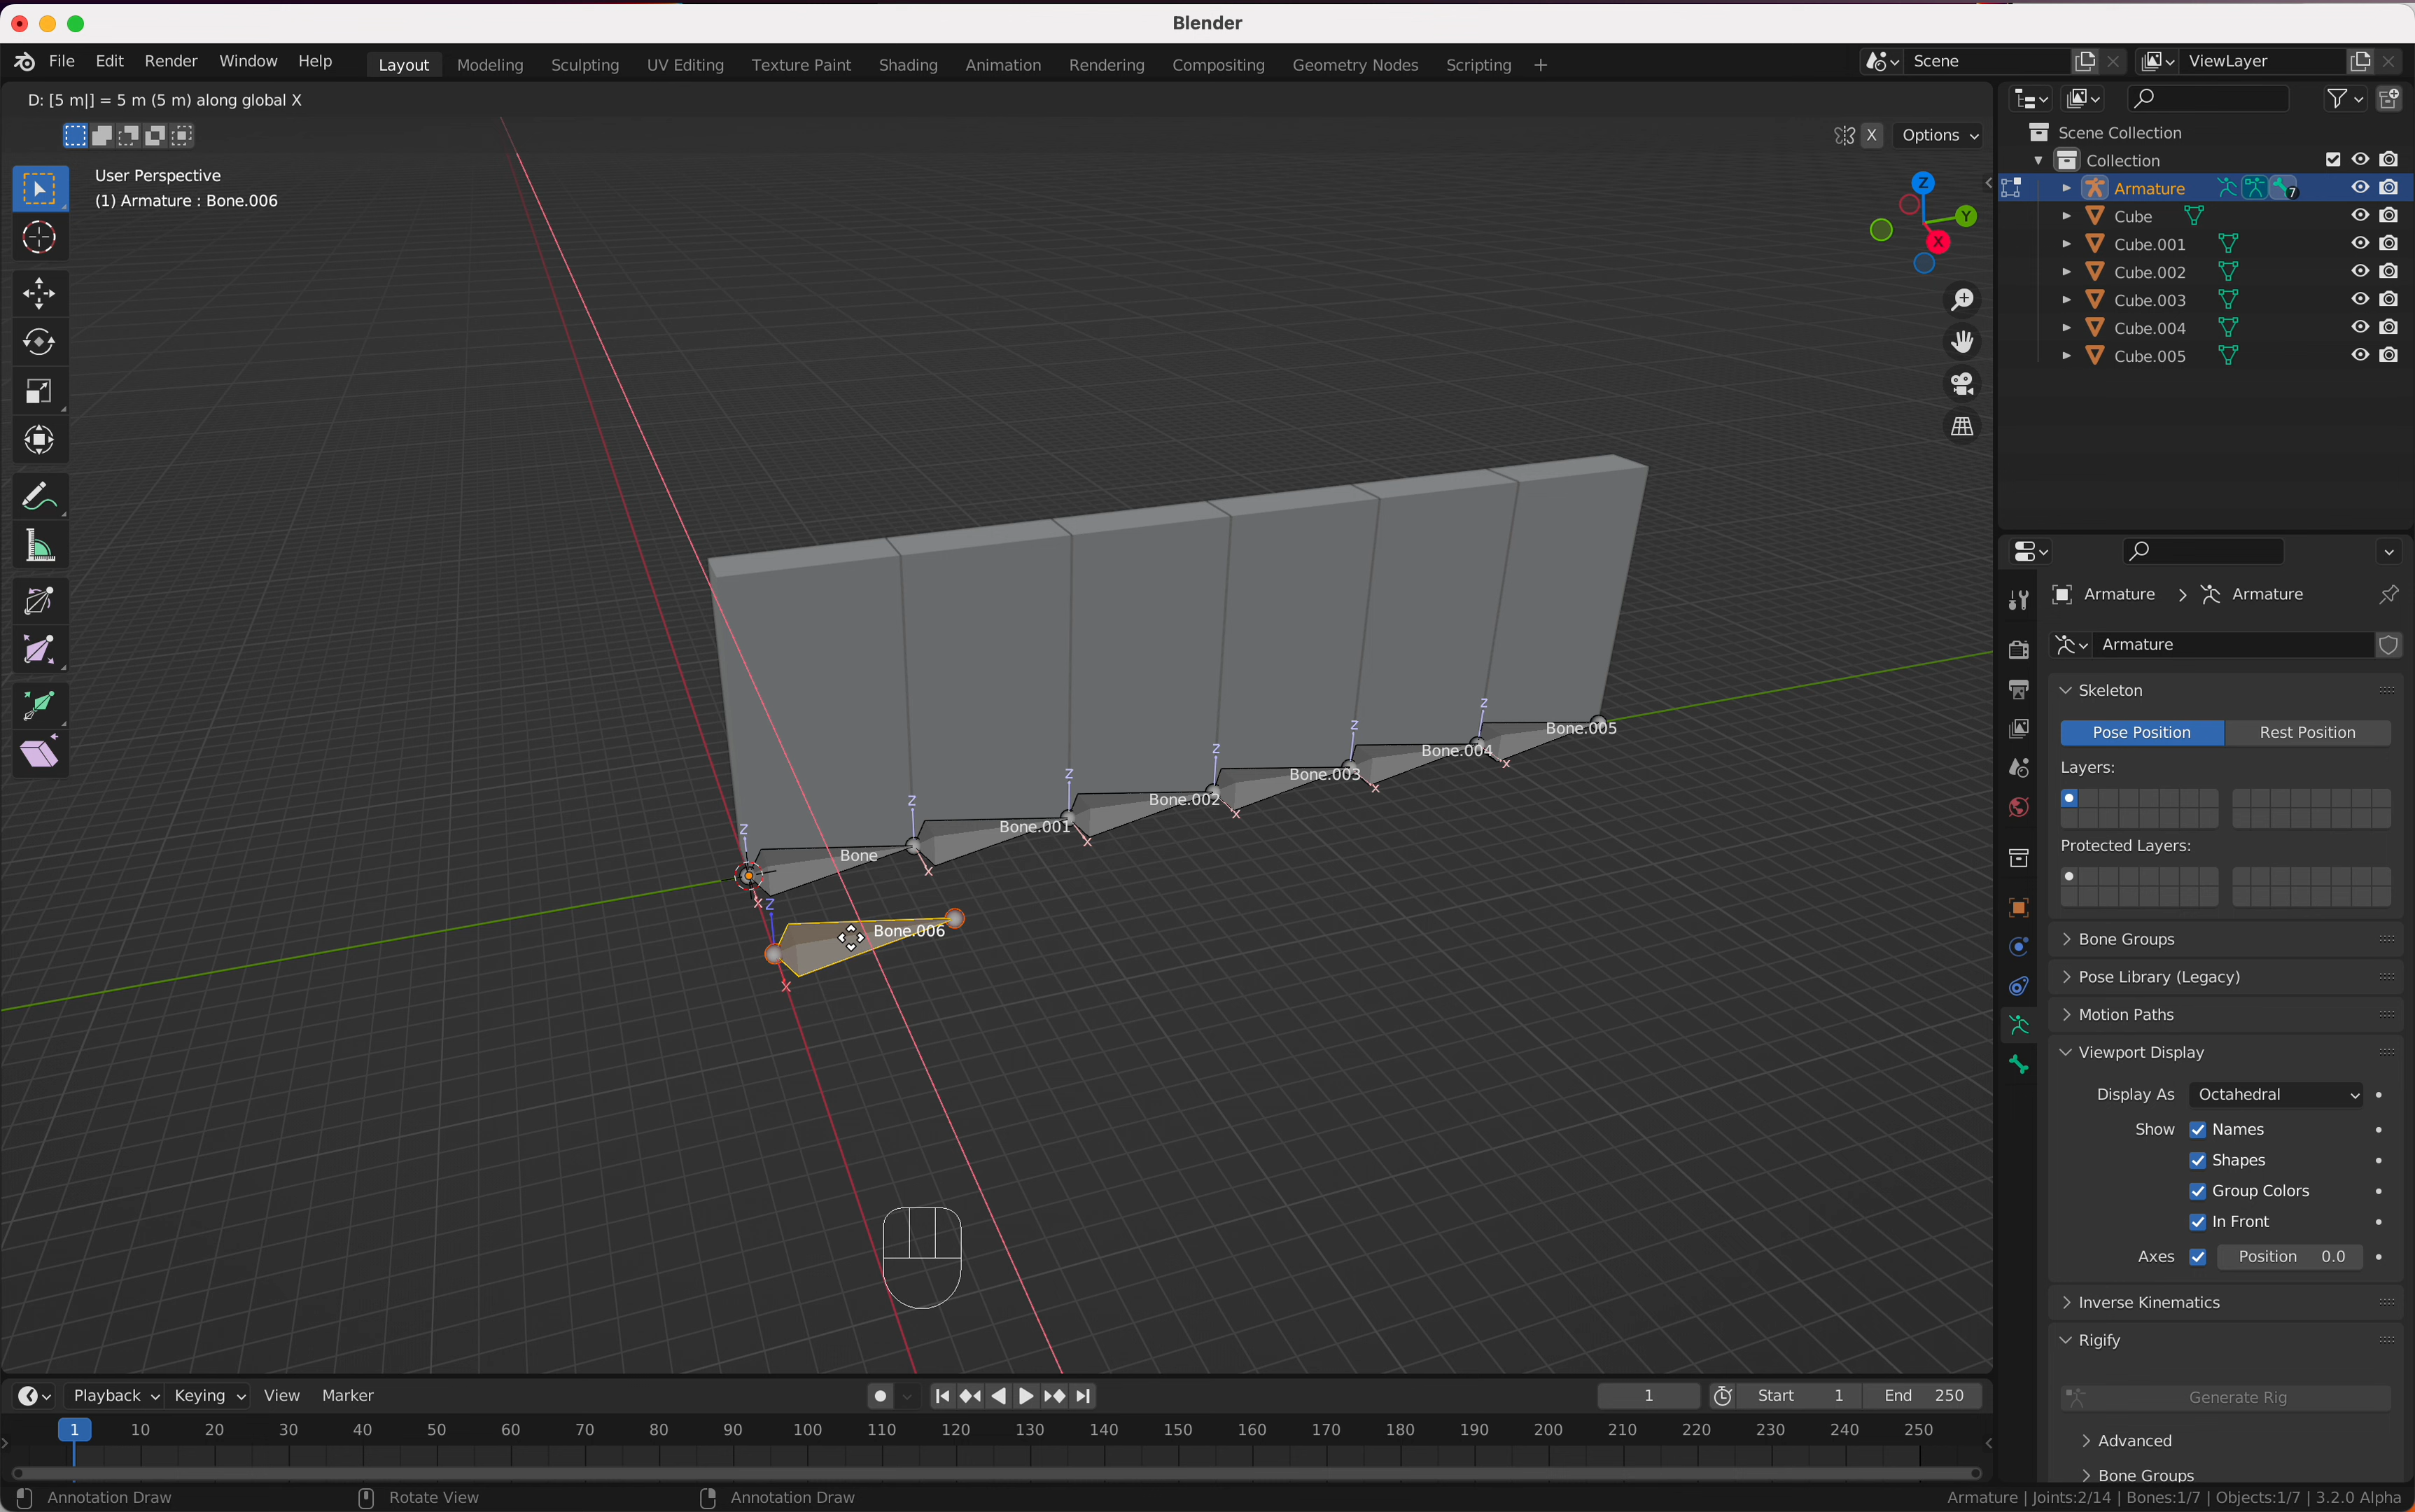 Blender
File Edit Render Window Help Layout Modeling Sculpting UV Editing Texture Paint Shading Animation Rendering Compositing Geometry Nodes Scripting + Scene ViewLayer
D: [5 m|] = 5 m (5 m) along global X
X Options
User Perspective
(1) Armature : Bone.006
Z
Y
X
Bone.005
Bone.004
Bone.003
Bone.002
Bone.001
Bone
Bone.006
Z
Z
Z
Z
Z
Z
Z
X
X
X
X
X
X
X
Scene Collection
Collection
Armature 7
Cube
Cube.001
Cube.002
Cube.003
Cube.004
Cube.005
Armature > Armature
Armature
Skeleton
Pose Position Rest Position
Layers:
Protected Layers:
Bone Groups
Pose Library (Legacy)
Motion Paths
Viewport Display
Display As Octahedral
Show Names
Shapes
Group Colors
In Front
Axes Position 0.0
Inverse Kinematics
Rigify
Generate Rig
Advanced
Bone Groups
Playback Keying View Marker 1 Start 1 End 250
1 10 20 30 40 50 60 70 80 90 100 110 120 130 140 150 160 170 180 190 200 210 220 230 240 250
Annotation Draw Rotate View Annotation Draw Armature | Joints:2/14 | Bones:1/7 | Objects:1/7 | 3.2.0 Alpha